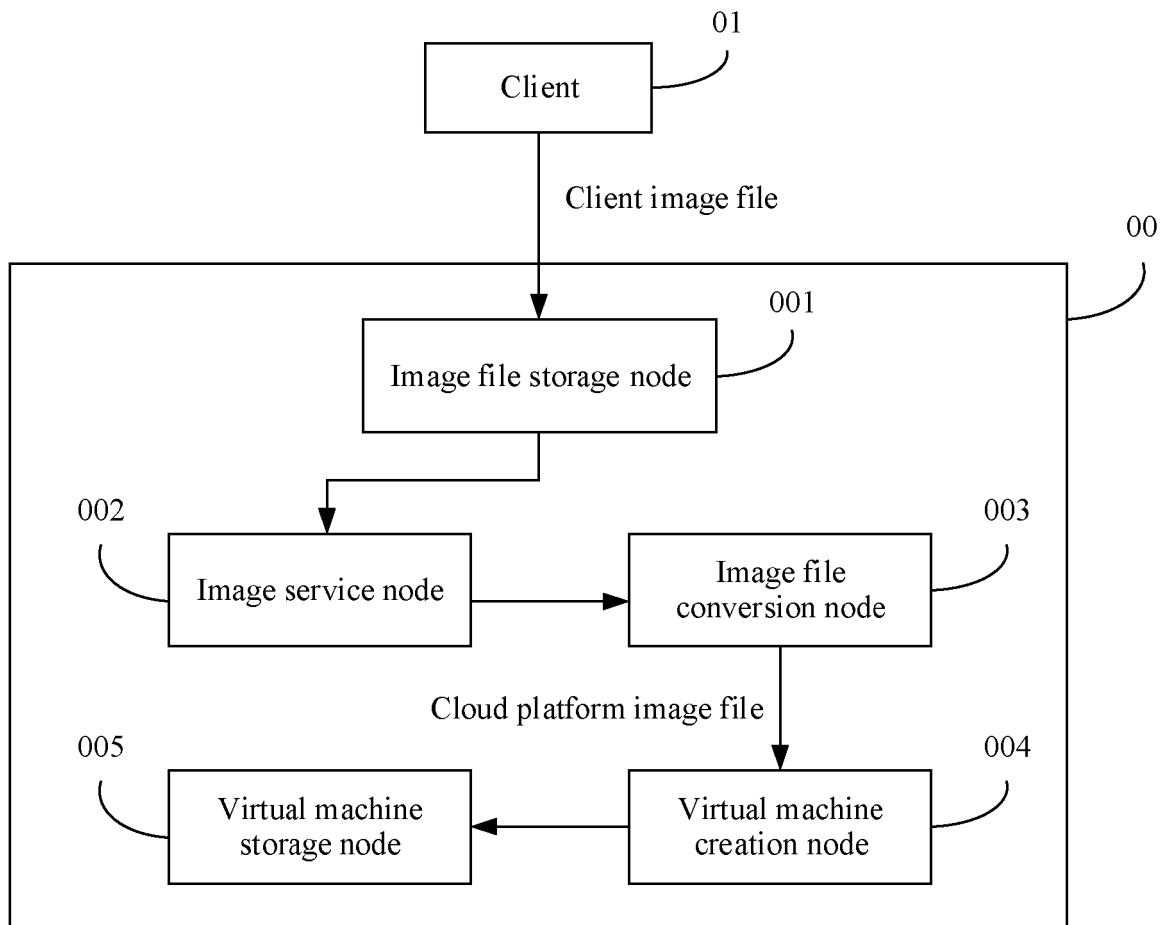 01
Client
Client image file
00
001
Image file storage node
002
003
Image service node
Image file
conversion node
Cloud platform image file
005
004
Virtual machine
storage node
Virtual machine
creation node